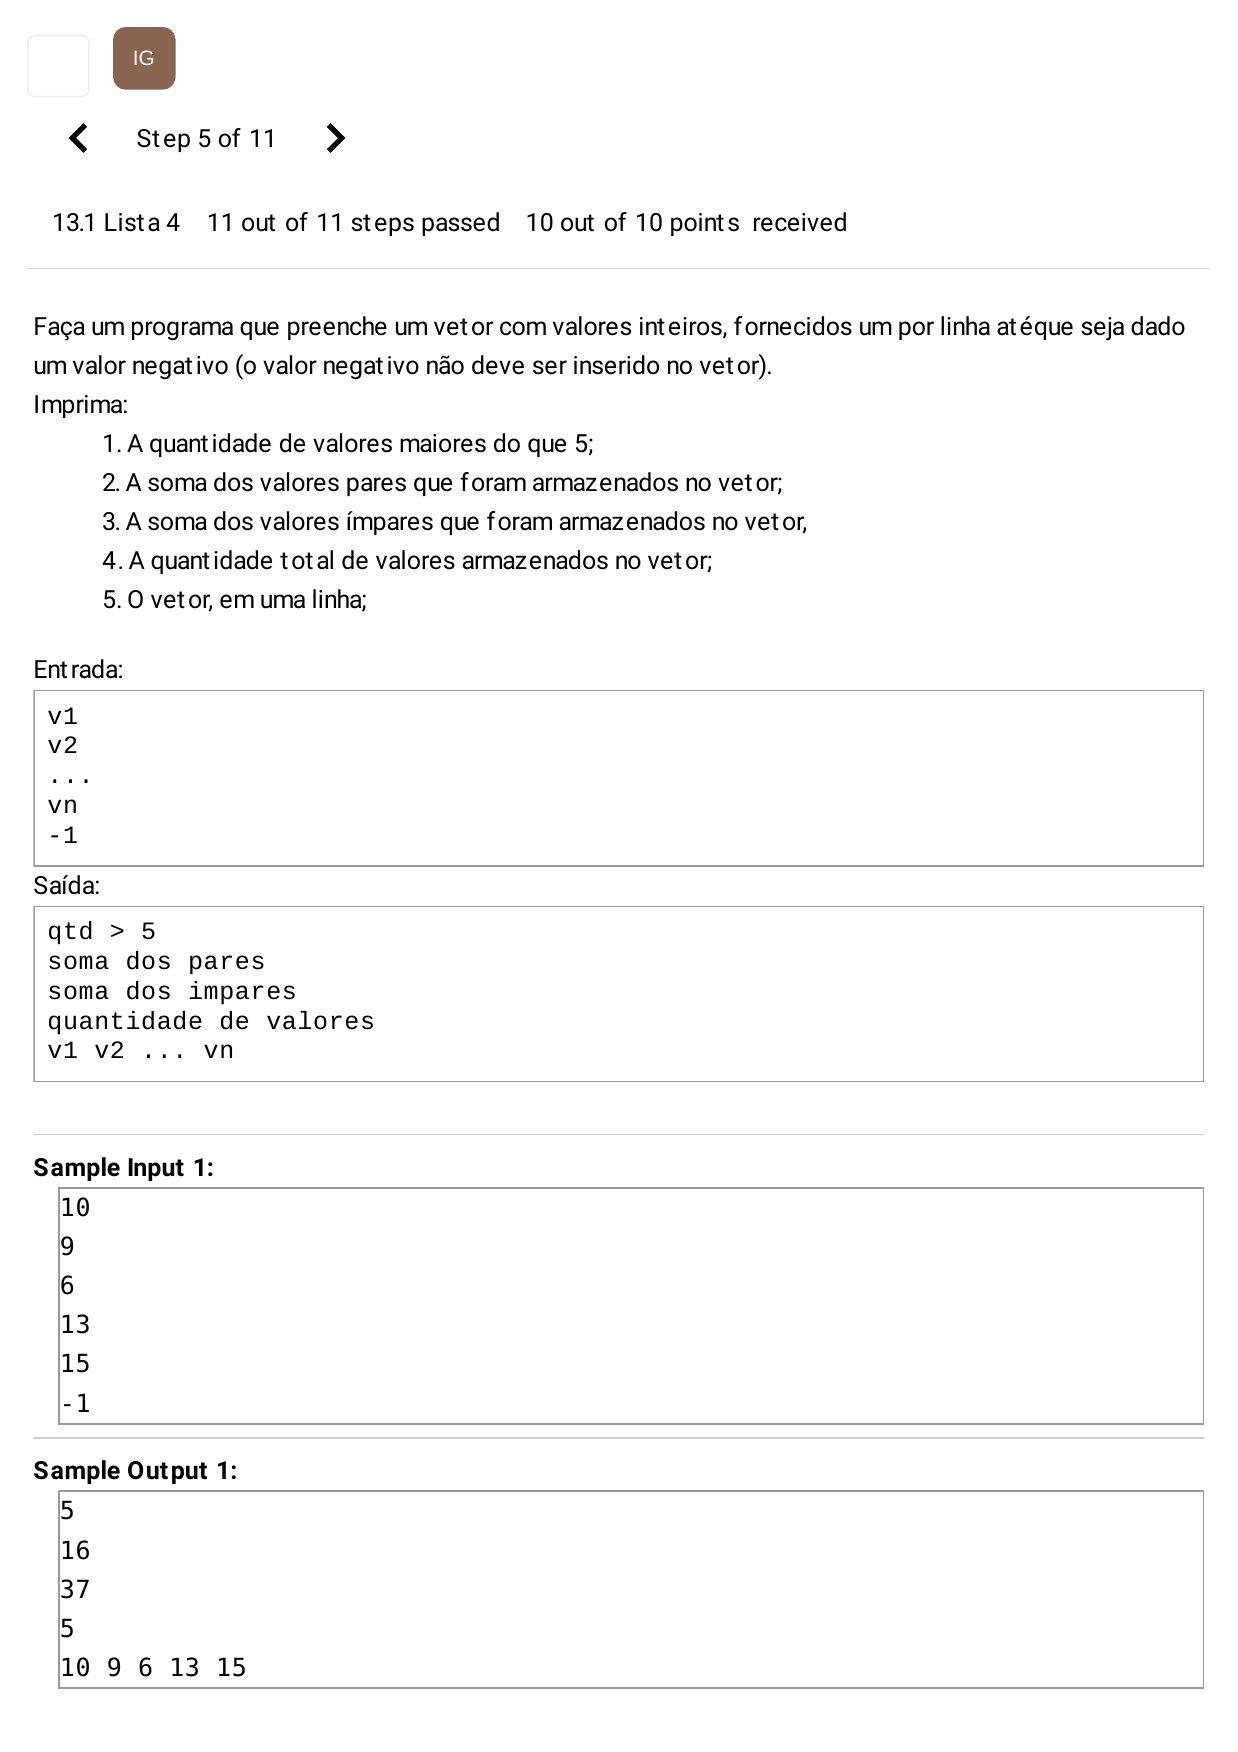 IG
Step 5 of 11
13.1 Lista 4 11 out of 11 steps passed 10 out of 10 points received
Faça um programa que preenche um vetor com valores inteiros, fornecidos um por linha até que seja dado
um valor negativo (o valor negativo não deve ser inserido no vetor).
Imprima:
1. A quantidade de valores maiores do que 5;
2. A soma dos valores pares que foram armazenados no vetor;
3. A soma dos valores ímpares que foram armazenados no vetor,
4. A quantidade total de valores armazenados no vetor;
5. O vetor, em uma linha;
Entrada:
v1
v2
...
vn
-1
Saída:
qtd > 5
soma dos pares
soma dos impares
quantidade de valores
v1 v2 ... vn
Sample Input 1:
10
9
6
13
15
-1
Sample Output 1:
5
16
37
5
10 9 6 13 15